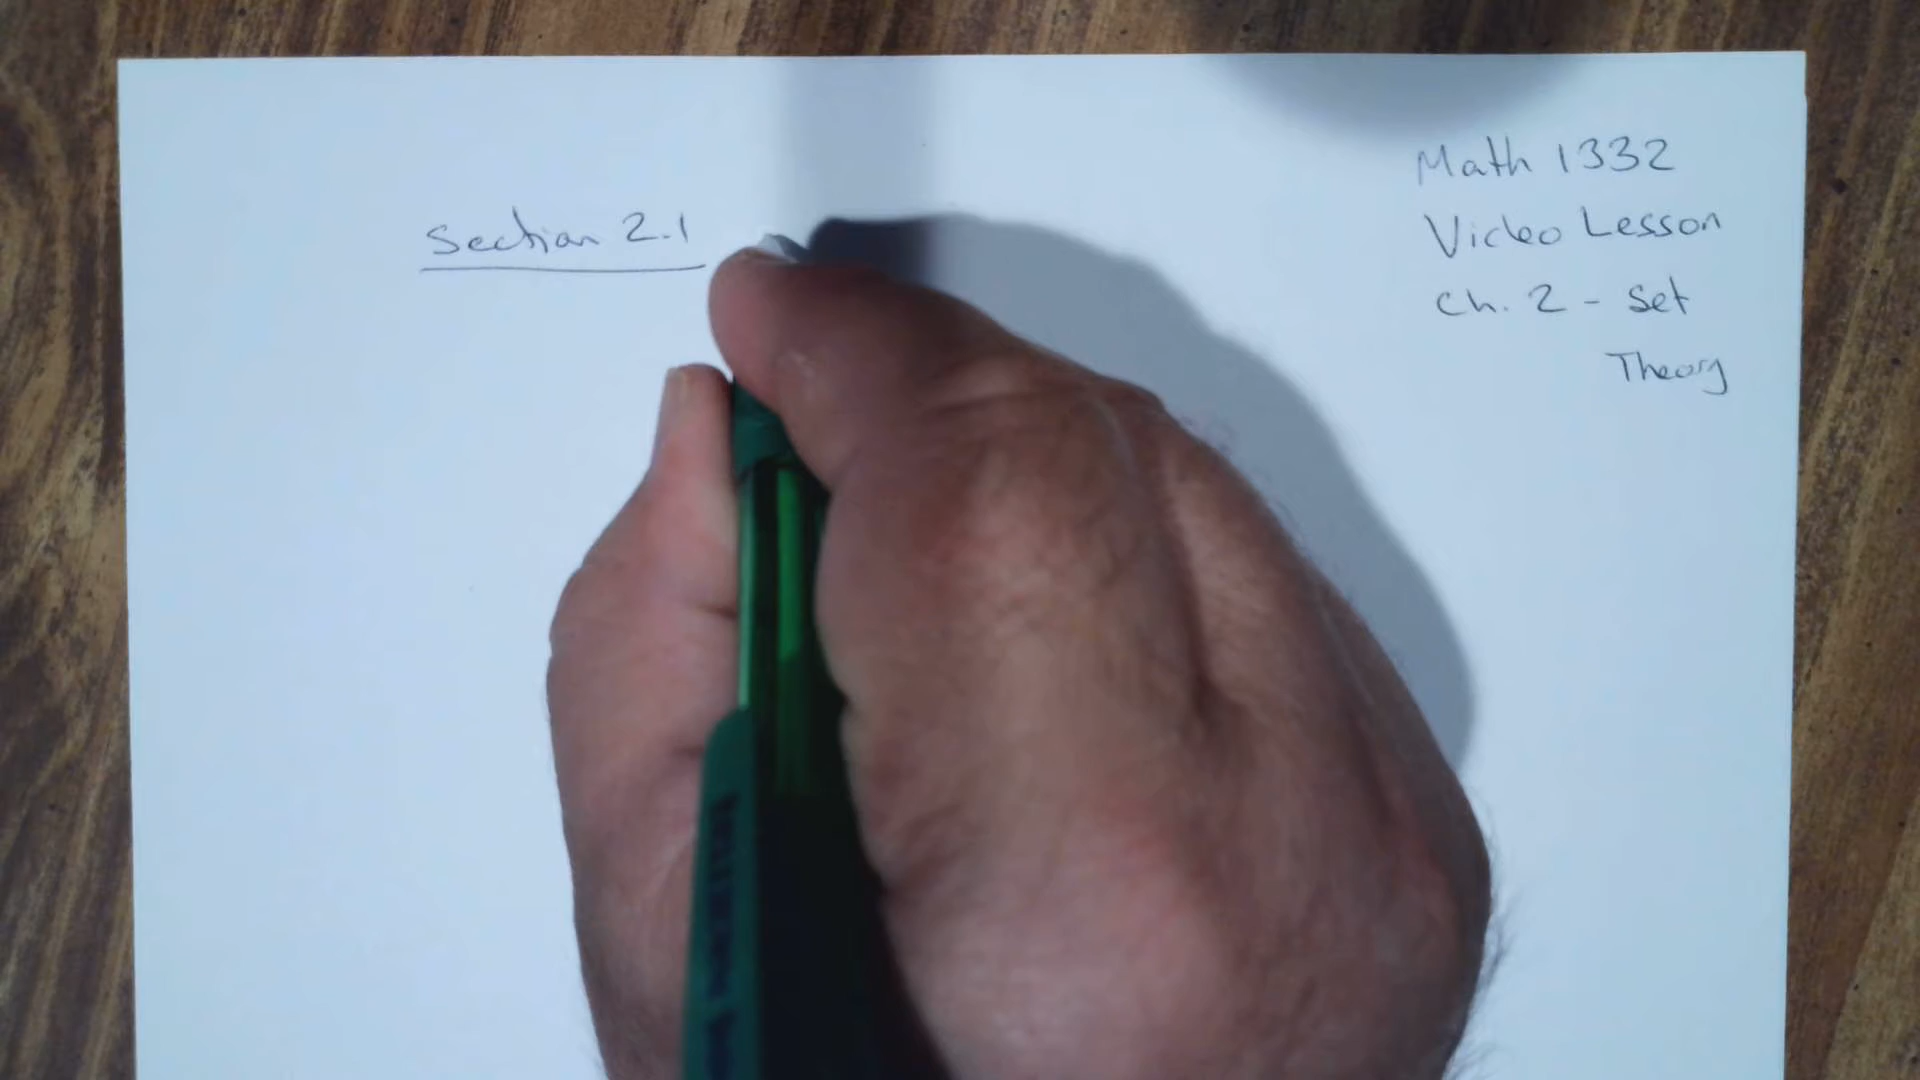 Section 2.1
Math 1332
Video Lesson
Ch. 2 - Set
Theory